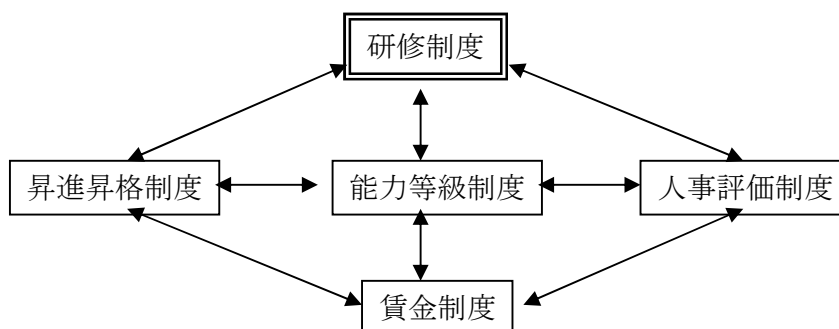 研修制度
昇進昇格制度
能力等級制度
人事評価制度
賃金制度